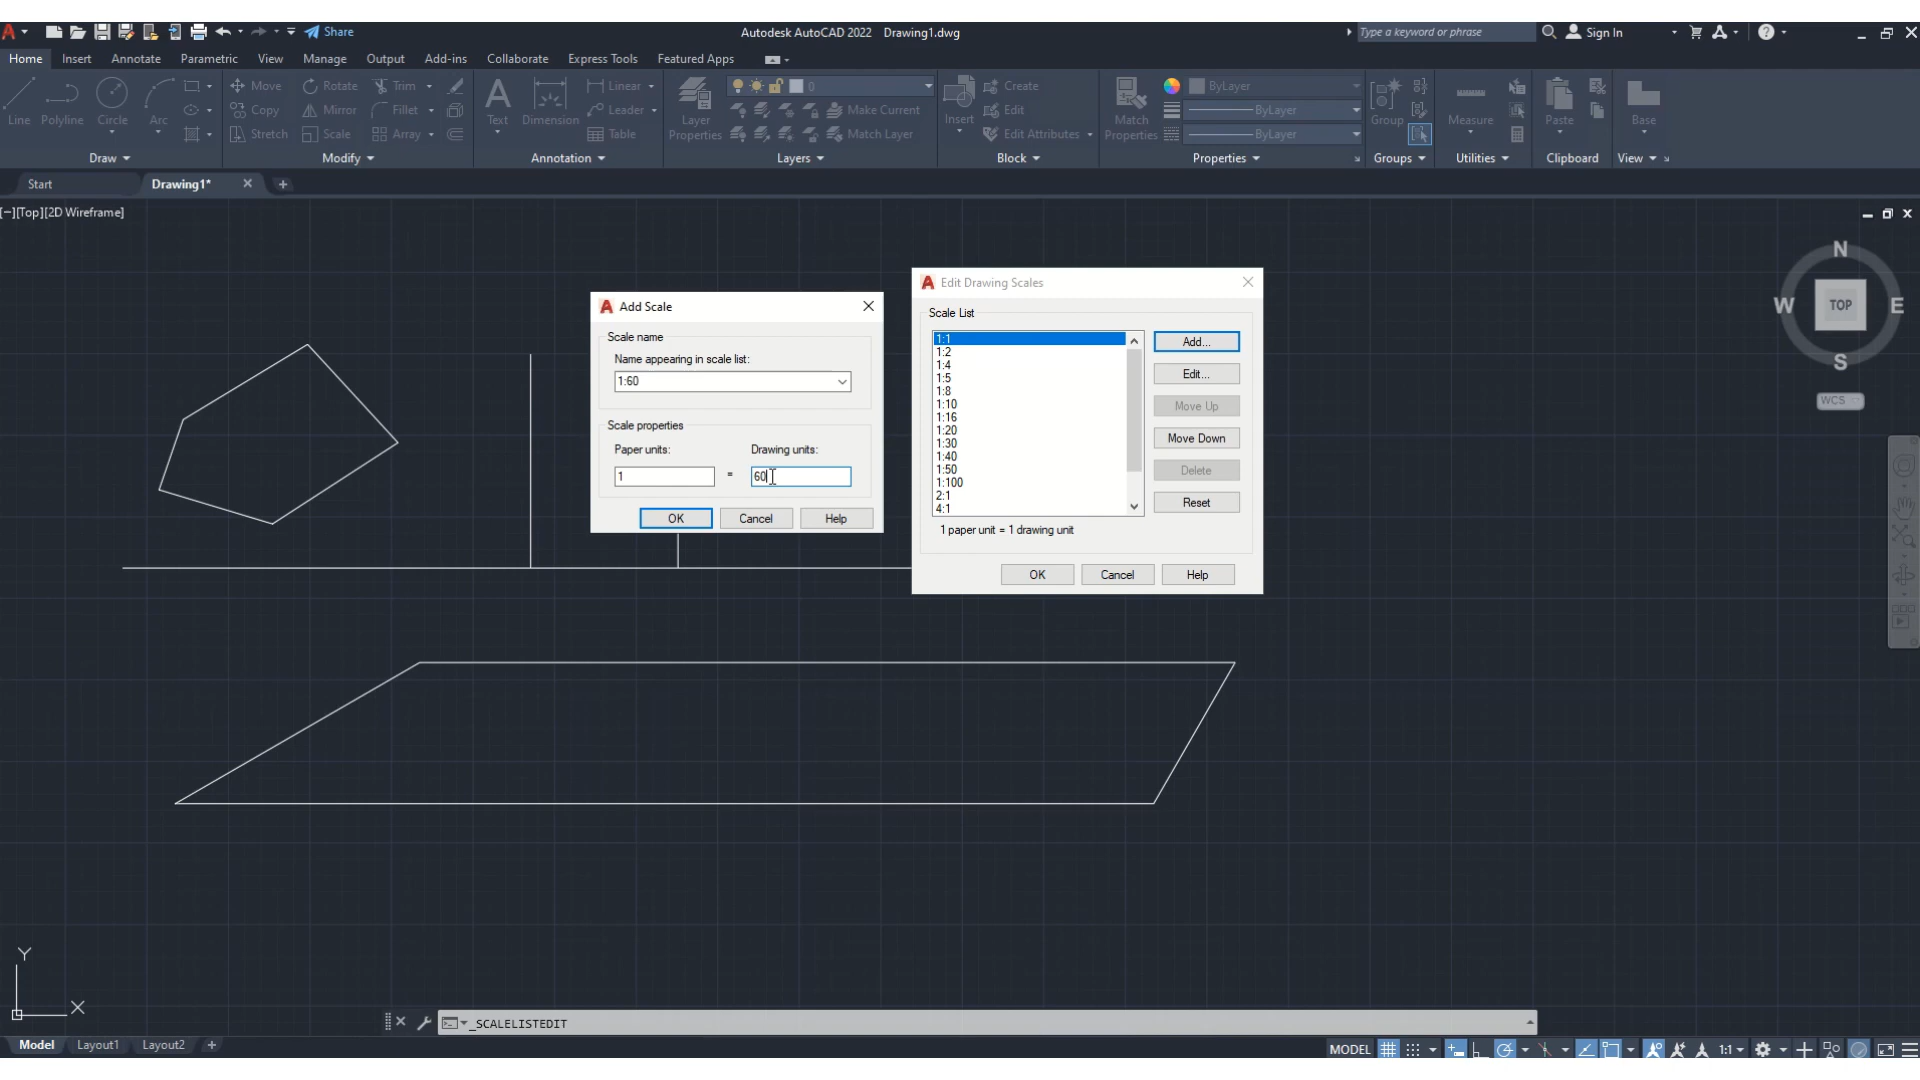 Share
Autodesk AutoCAD 2022 Drawing1.dwg
Type a keyword or phrase
Sign In
Home Insert Annotate Parametric View Manage Output Add-ins Collaborate Express Tools Featured Apps
Line Polyline Circle Arc
Move Rotate Trim
Copy Mirror Fillet
Stretch Scale Array
Text Dimension
Linear
Leader
Table
Layer
Properties
0
Make Current
Match Layer
Insert
Create
Edit
Edit Attributes
Match
Properties
ByLayer
ByLayer
ByLayer
Group
Measure
Paste
Base
Draw Modify Annotation Layers Block Properties Groups Utilities Clipboard View
Start Drawing1*
[−][Top][2D Wireframe]
N
W TOP E
S
WCS
Add Scale
Scale name
Name appearing in scale list:
1:60
Scale properties
Paper units: Drawing units:
1 = 60
OK Cancel Help
Edit Drawing Scales
Scale List
1:1
1:2
1:4
1:5
1:8
1:10
1:16
1:20
1:30
1:40
1:50
1:100
2:1
4:1
Add...
Edit...
Move Up
Move Down
Delete
Reset
1 paper unit = 1 drawing unit
OK Cancel Help
Y
X
_SCALELISTEDIT
Model Layout1 Layout2 +
MODEL 1:1